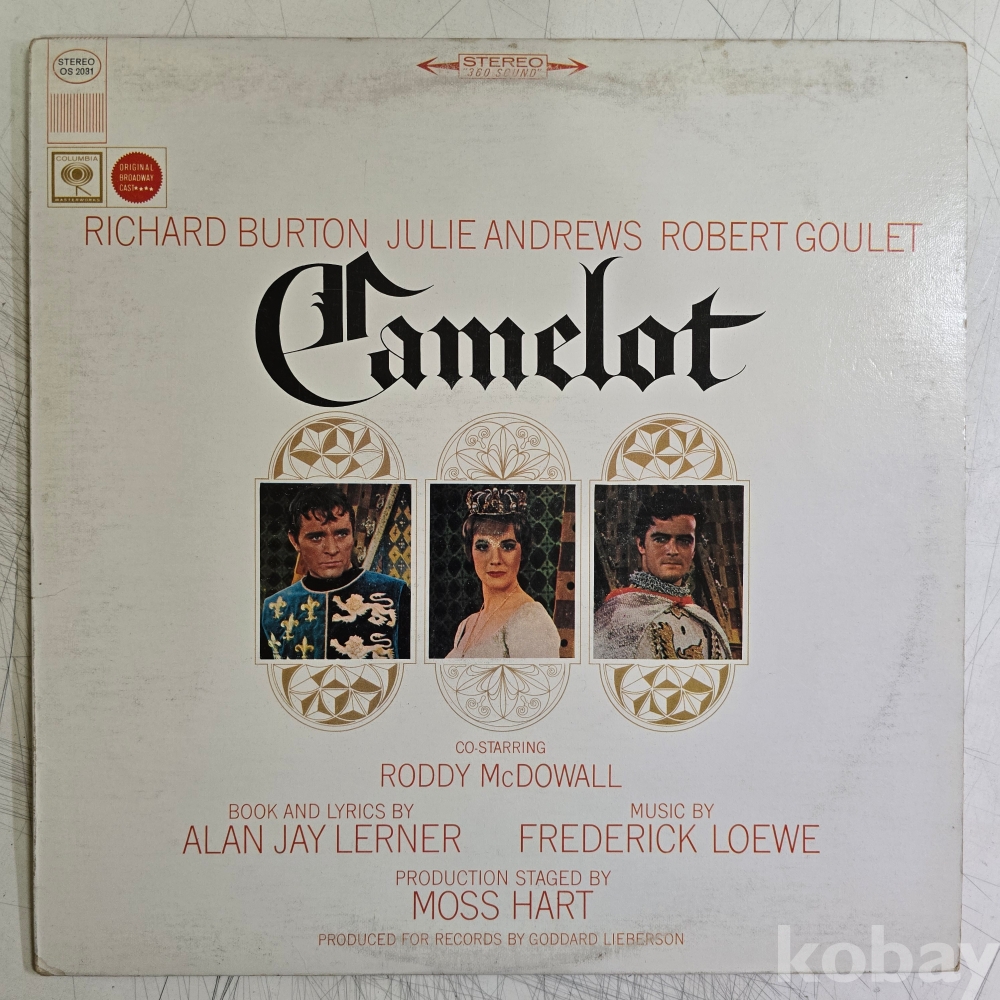 STEREO
OS 2031
STEREO
"360 SOUND"
COLUMBIA
MASTERWORKS
ORIGINAL
BROADWAY
CAST★★★★
RICHARD BURTON JULIE ANDREWS ROBERT GOULET
Camelot
CO-STARRING
RODDY McDOWALL
BOOK AND LYRICS BY
ALAN JAY LERNER
MUSIC BY
FREDERICK LOEWE
PRODUCTION STAGED BY
MOSS HART
PRODUCED FOR RECORDS BY GODDARD LIEBERSON
kobay